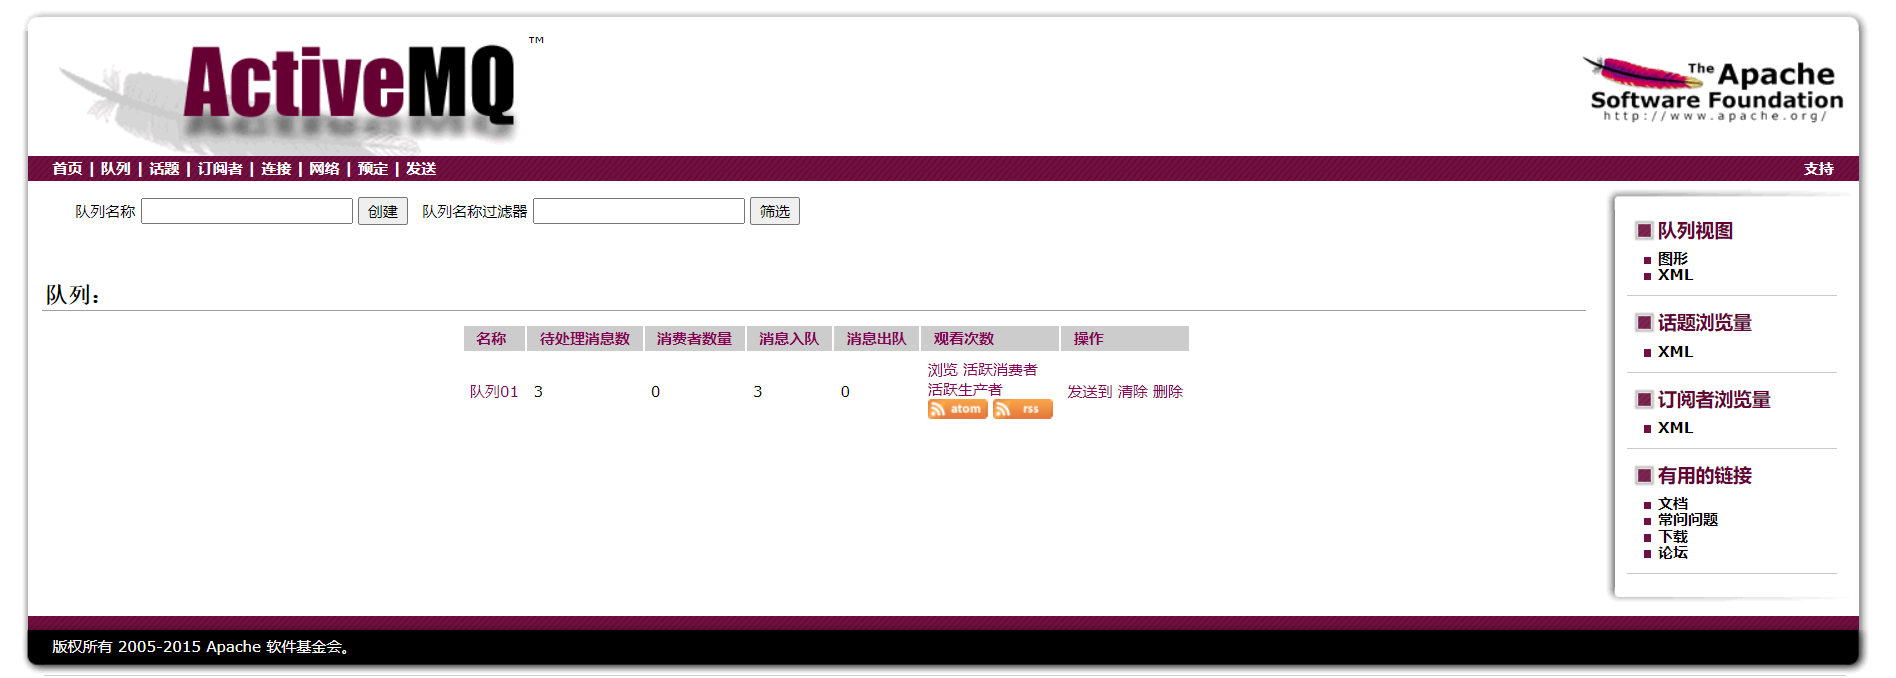 ActiveMQ™
The Apache
Software Foundation
http://www.apache.org/
首页 | 队列 | 话题 | 订阅者 | 连接 | 网络 | 预定 | 发送
支持
队列名称 创建 队列名称过滤器 筛选
队列：
名称 待处理消息数 消费者数量 消息入队 消息出队 观看次数 操作
队列01 3 0 3 0 浏览 活跃消费者
活跃生产者
atom rss
发送到 清除 删除
队列视图
图形
XML
话题浏览量
XML
订阅者浏览量
XML
有用的链接
文档
常问问题
下载
论坛
版权所有 2005-2015 Apache 软件基金会。